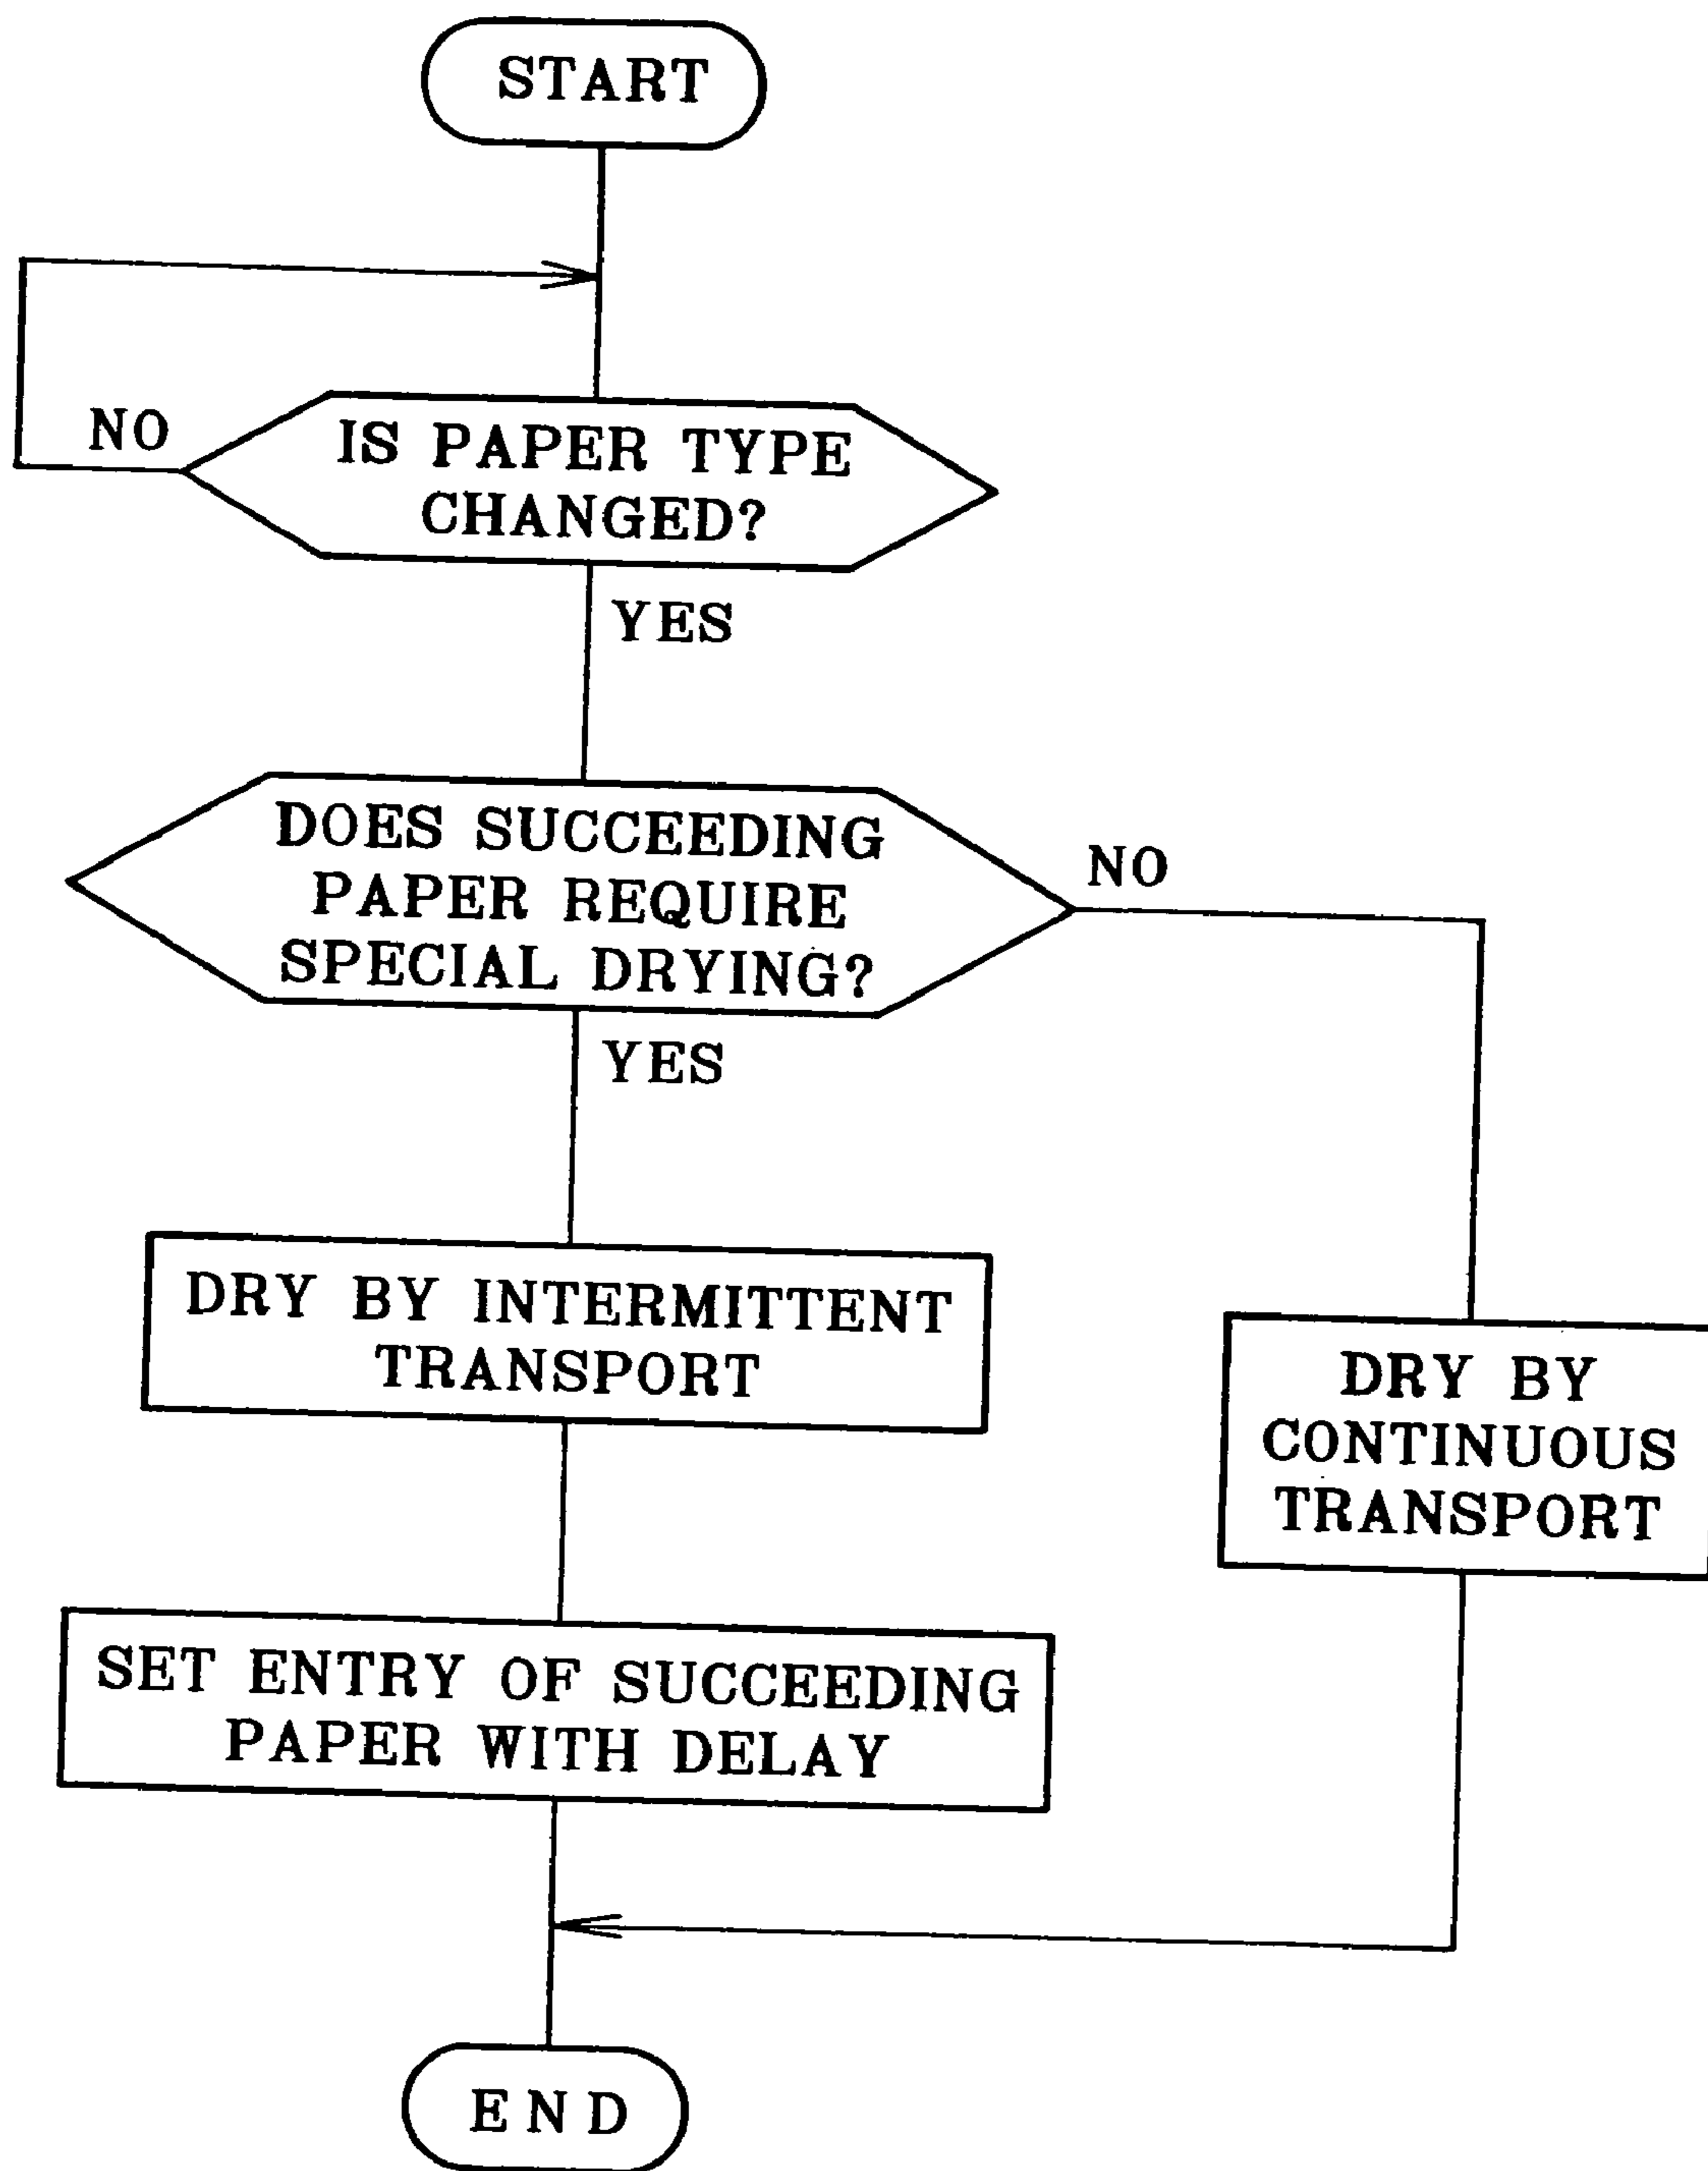 START
NO
IS PAPER TYPE
CHANGED?
YES
DOES SUCCEEDING
PAPER REQUIRE
SPECIAL DRYING?
NO
YES
DRY BY INTERMITTENT
TRANSPORT
DRY BY
CONTINUOUS
TRANSPORT
SET ENTRY OF SUCCEEDING
PAPER WITH DELAY
END